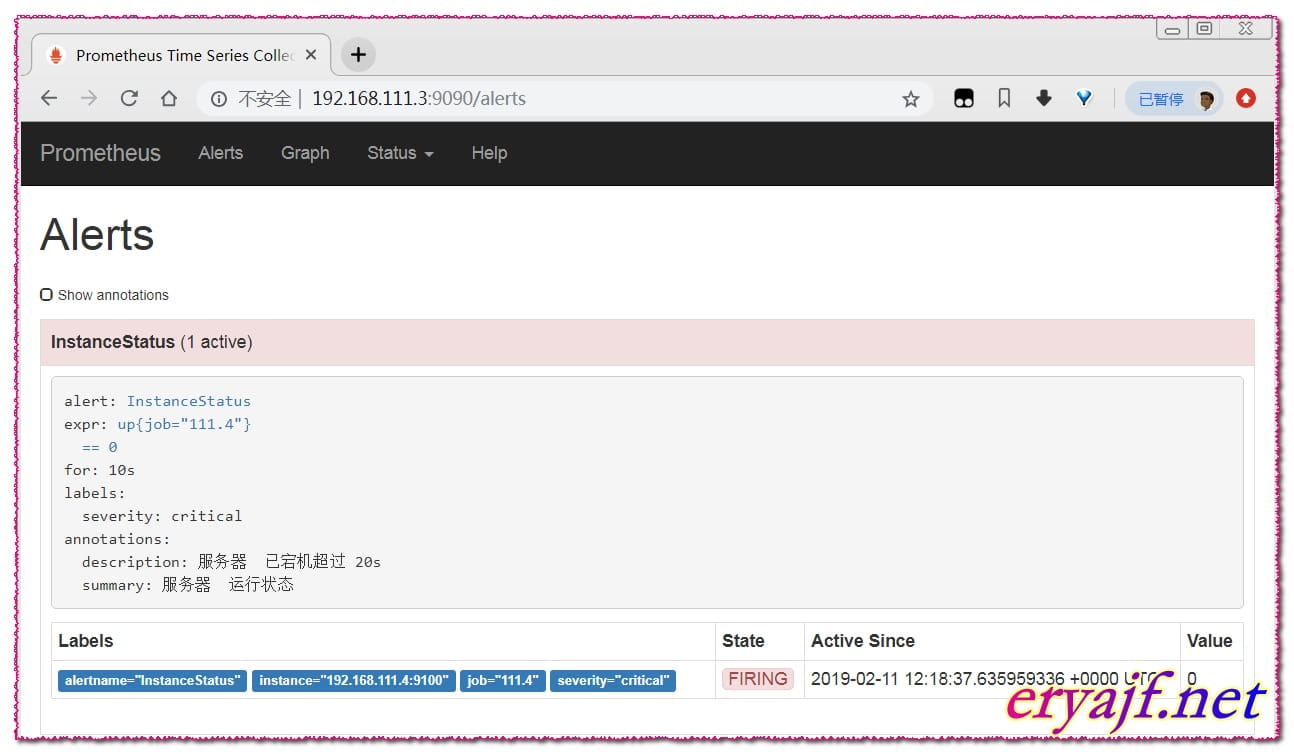 Prometheus Time Series Collec
不安全 | 192.168.111.3:9090/alerts
已暂停
Prometheus Alerts Graph Status Help
Alerts
Show annotations
InstanceStatus (1 active)
alert: InstanceStatus
expr: up{job="111.4"}
== 0
for: 10s
labels:
severity: critical
annotations:
description: 服务器 已宕机超过 20s
summary: 服务器 运行状态
Labels State Active Since Value
alertname="InstanceStatus" instance="192.168.111.4:9100" job="111.4" severity="critical" FIRING 2019-02-11 12:18:37.635959336 +0000 UTC 0
eryajf.net